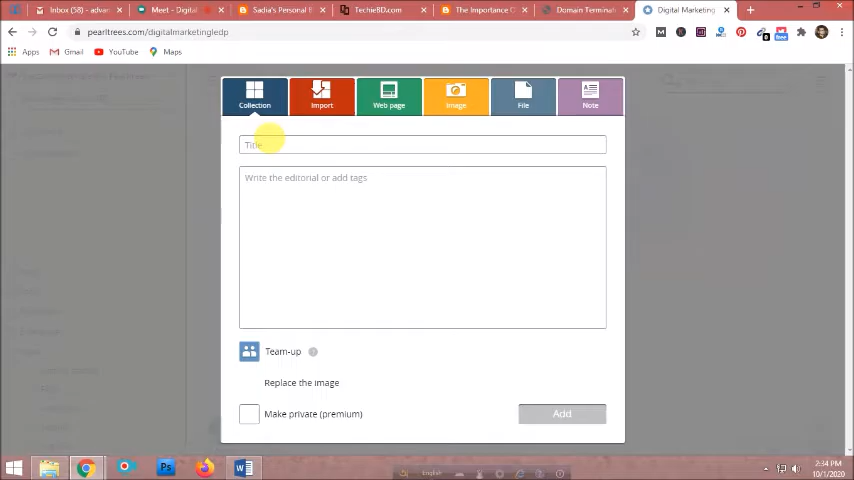 Inbox (58) - advan
Meet - Digital
Sadia's Personal B
TechieBD.com
The Importance O
Domain Terminat
Digital Marketing
pearltrees.com/digitalmarketingledp
Apps
Gmail
YouTube
Maps
Collection
Import
Web page
Image
File
Note
Title
Write the editorial or add tags
Team-up ?
Replace the image
Make private (premium)
Add
English
2:34 PM
10/1/2020